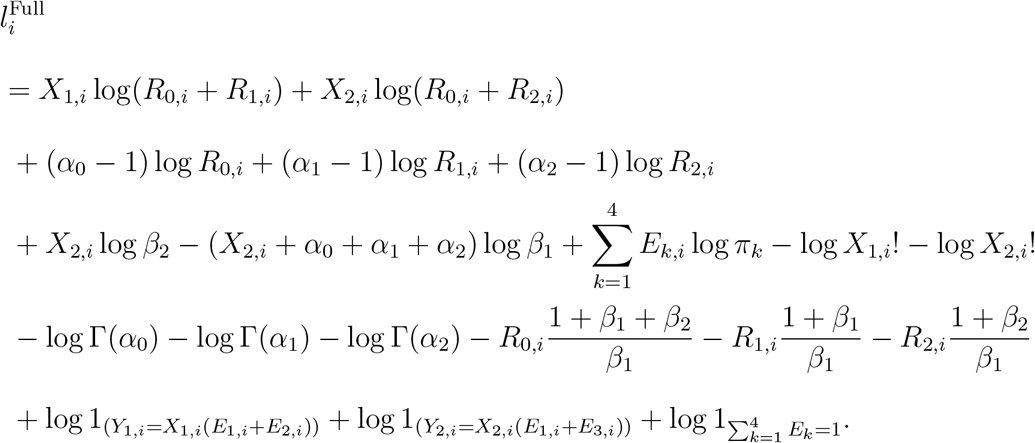 l_i^{Full}
= X_{1,i} log(R_{0,i} + R_{1,i}) + X_{2,i} log(R_{0,i} + R_{2,i})
+ (α_0 − 1) log R_{0,i} + (α_1 − 1) log R_{1,i} + (α_2 − 1) log R_{2,i}
+ X_{2,i} log β_2 − (X_{2,i} + α_0 + α_1 + α_2) log β_1 + \sum_{k=1}^{4} E_{k,i} log π_k − log X_{1,i}! − log X_{2,i}!
− log Γ(α_0) − log Γ(α_1) − log Γ(α_2) − R_{0,i} \frac{1 + β_1 + β_2}{β_1} − R_{1,i} \frac{1 + β_1}{β_1} − R_{2,i} \frac{1 + β_2}{β_1}
+ log 1_{(Y_{1,i}=X_{1,i}(E_{1,i}+E_{2,i}))} + log 1_{(Y_{2,i}=X_{2,i}(E_{1,i}+E_{3,i}))} + log 1_{\sum_{k=1}^{4} E_k=1}.